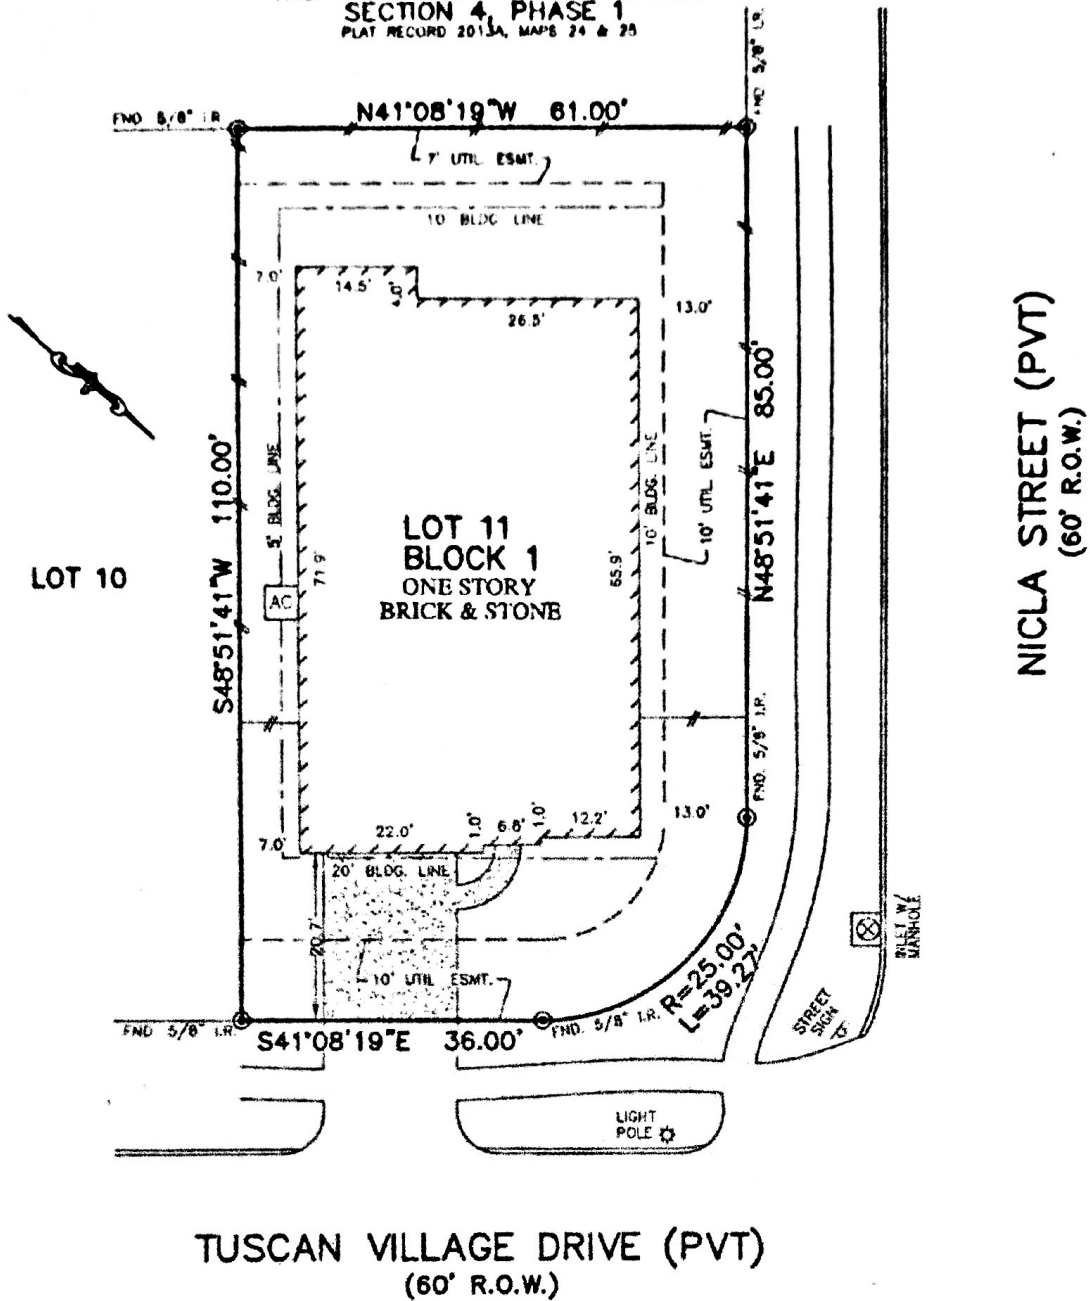 SECTION 4, PHASE 1
PLAT RECORD 2013A, MAPS 24 & 25
FND 5/8" I.R.
FND 5/8" I.R
N41°08'19"W 61.00'
7' UTIL ESMT.
10' BLDG LINE
7.0'
14.5'
26.5'
13.0'
S48°51'41"W 110.00'
5' BLDG. LINE
71.9'
LOT 10
AC
LOT 11
BLOCK 1
ONE STORY
BRICK & STONE
65.9'
10' BLDG. LINE
10' UTIL ESMT.
N48°51'41"E 85.00'
NICLA STREET (PVT)
(60' R.O.W.)
FND. 5/8" I.R.
7.0'
22.0'
1.0'
6.8'
1.0'
12.2'
13.0'
20' BLDG. LINE
20.7'
10' UTIL ESMT.
R=25.00'
L=39.27'
INLET W/
MANHOLE
STREET
SIGN
FND 5/8" I.R.
S41°08'19"E 36.00'
FND. 5/8" I.R.
LIGHT
POLE
TUSCAN VILLAGE DRIVE (PVT)
(60' R.O.W.)